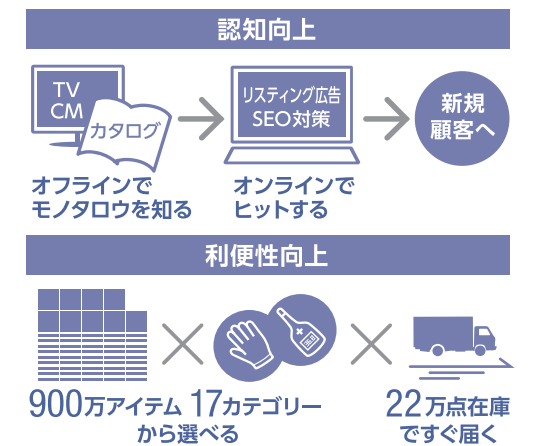 認知向上
TV
CM
カタログ
リスティング広告
SEO対策
新規
顧客へ
オフラインで
モノタロウを知る
オンラインで
ヒットする
利便性向上
900万アイテム 17カテゴリー
から選べる
22万点在庫
ですぐ届く